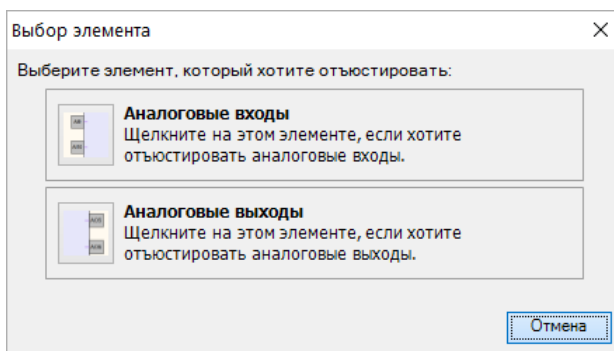 Выбор элемента
Выберите элемент, который хотите отъюстировать:
Аналоговые входы
Щелкните на этом элементе, если хотите
отъюстировать аналоговые входы.
Аналоговые выходы
Щелкните на этом элементе, если хотите
отъюстировать аналоговые выходы.
Отмена